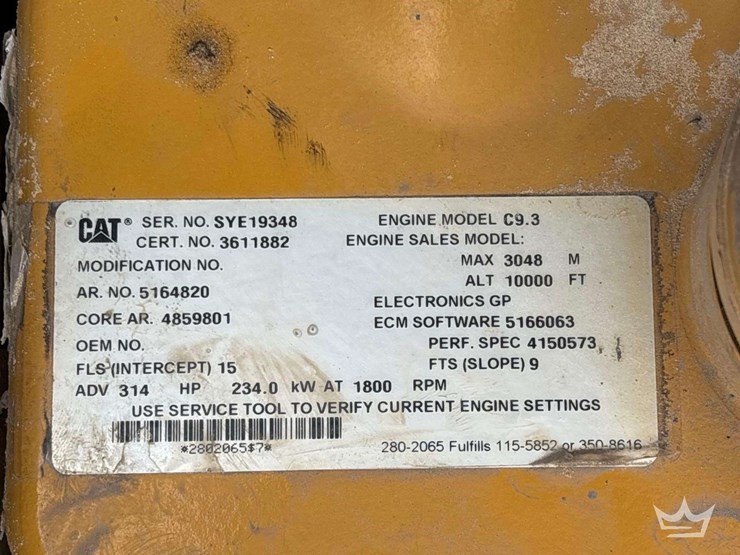 CAT® SER. NO. SYE19348 ENGINE MODEL C9.3
CERT. NO. 3611882 ENGINE SALES MODEL:
MODIFICATION NO. MAX 3048 M
ALT 10000 FT
AR. NO. 5164820 ELECTRONICS GP
CORE AR. 4859801 ECM SOFTWARE 5166063
OEM NO. PERF. SPEC 4150573
FLS (INTERCEPT) 15 FTS (SLOPE) 9
ADV 314 HP 234.0 kW AT 1800 RPM
USE SERVICE TOOL TO VERIFY CURRENT ENGINE SETTINGS
*2802065$7* 280-2065 Fulfills 115-5852 or 350-8616